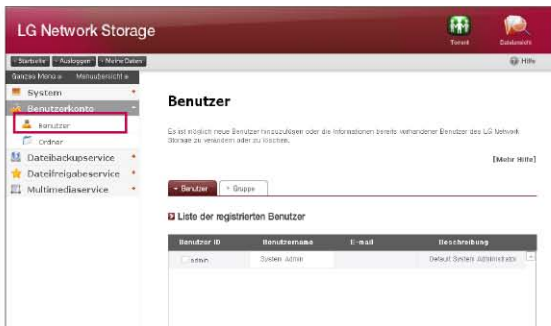 LG Network Storage
Torrent
Dateiansicht
Startseite Ausloggen Meine Daten
Hilfe
Ganzes Menü Menuübersicht
System
Benutzerkonto
Benutzer
Ordner
Dateibackupservice
Dateifreigabeservice
Multimediaservice
Benutzer
Es ist möglich neue Benutzer hinzuzufügen oder die Informationen bereits vorhandener Benutzer des LG Network
Storage zu verändern oder zu löschen.
[Mehr Hilfe]
Benutzer Gruppe
Liste der registrierten Benutzer
Benutzer ID Benutzername E-mail Beschreibung
admin System Admin Default System Administrator